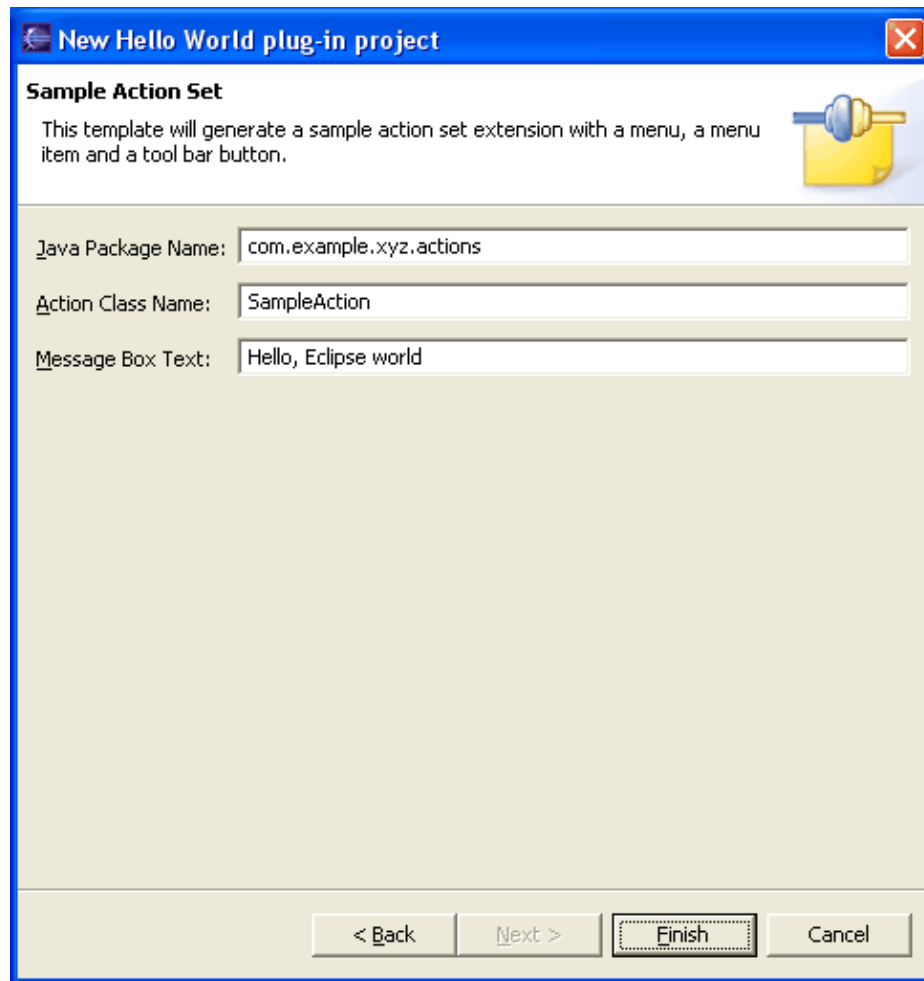 New Hello World plug-in project
Sample Action Set
This template will generate a sample action set extension with a menu, a menu
item and a tool bar button.
Java Package Name: com.example.xyz.actions
Action Class Name: SampleAction
Message Box Text: Hello, Eclipse world
< Back Next > Finish Cancel